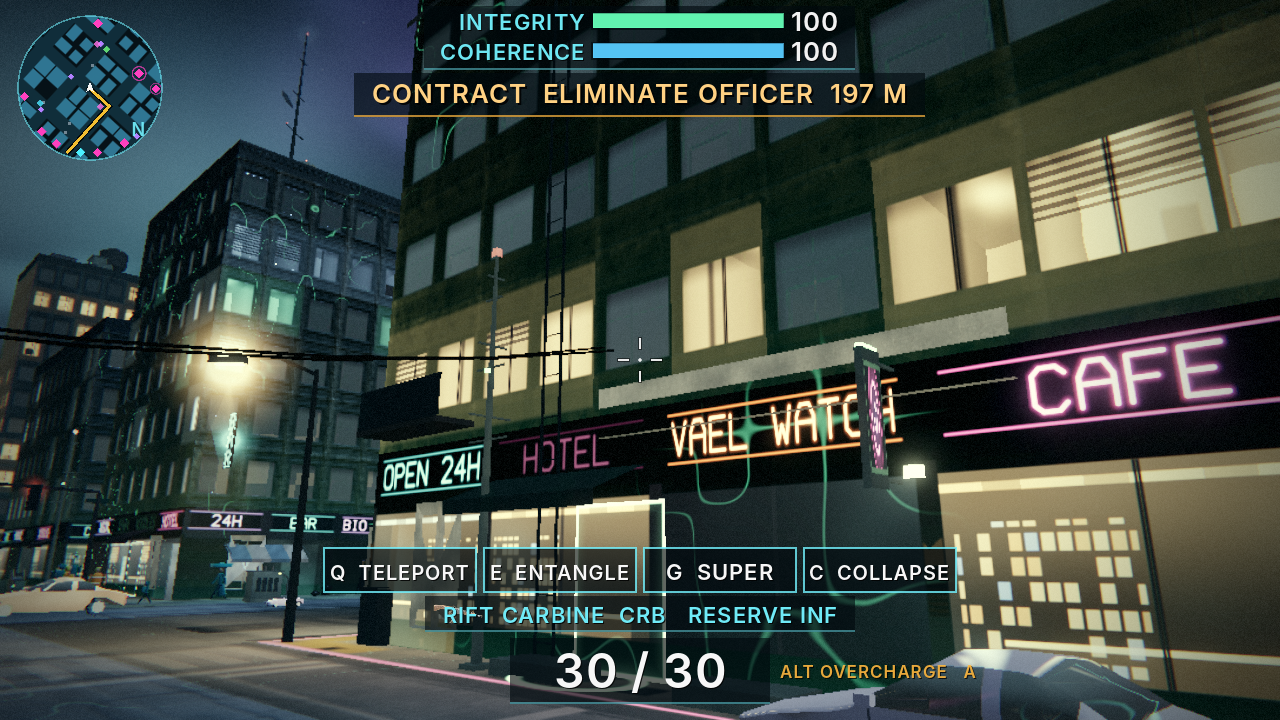 INTEGRITY 100
COHERENCE 100
CONTRACT ELIMINATE OFFICER 197 M
N
CAFE
VAEL WATCH
HOTEL
OPEN 24H
HOTEL
24H
BAR
BIO
Q TELEPORT
E ENTANGLE
G SUPER
C COLLAPSE
RIFT CARBINE CRB RESERVE INF
30 / 30
ALT OVERCHARGE A